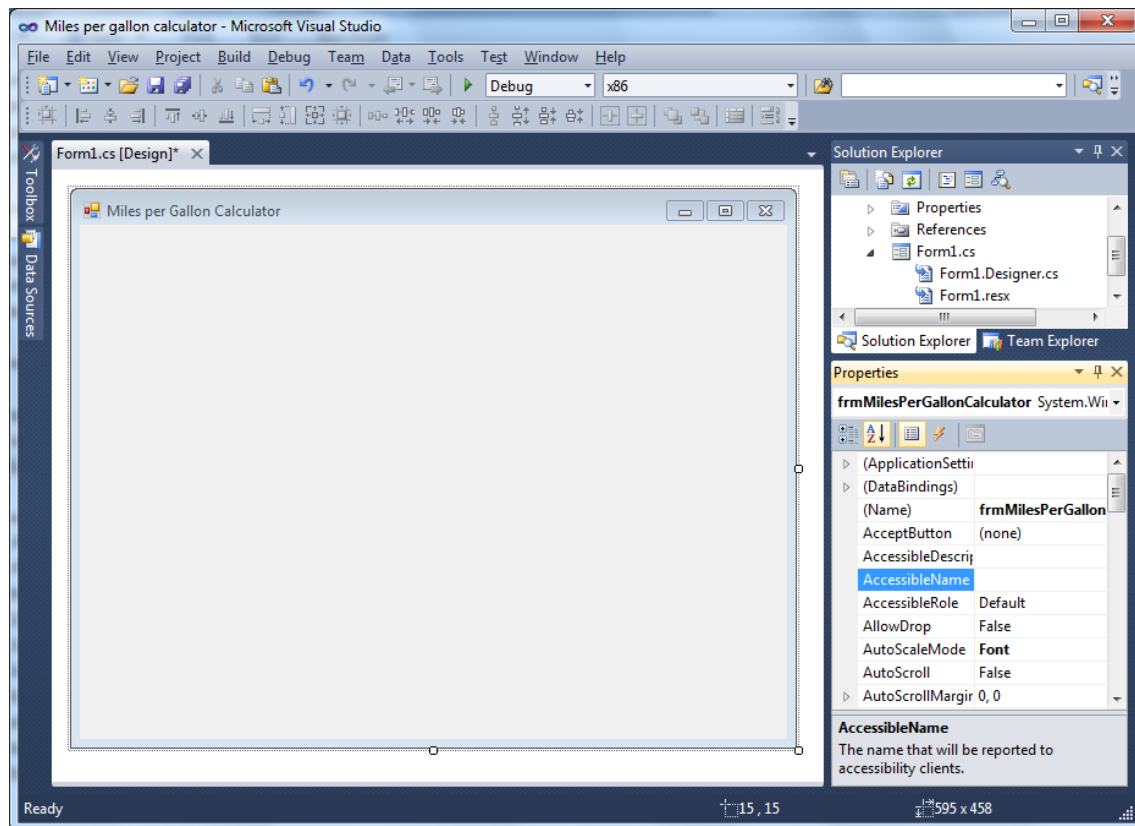 Miles per gallon calculator - Microsoft Visual Studio
File Edit View Project Build Debug Team Data Tools Test Window Help
Debug x86
Form1.cs [Design]*
Toolbox
Data Sources
Miles per Gallon Calculator
Solution Explorer
Properties
References
Form1.cs
Form1.Designer.cs
Form1.resx
Solution Explorer Team Explorer
Properties
frmMilesPerGallonCalculator System.Wi
(ApplicationSetti
(DataBindings)
(Name) frmMilesPerGallon
AcceptButton (none)
AccessibleDescrip
AccessibleName
AccessibleRole Default
AllowDrop False
AutoScaleMode Font
AutoScroll False
AutoScrollMargin 0, 0
AccessibleName
The name that will be reported to
accessibility clients.
Ready 15 , 15 595 x 458